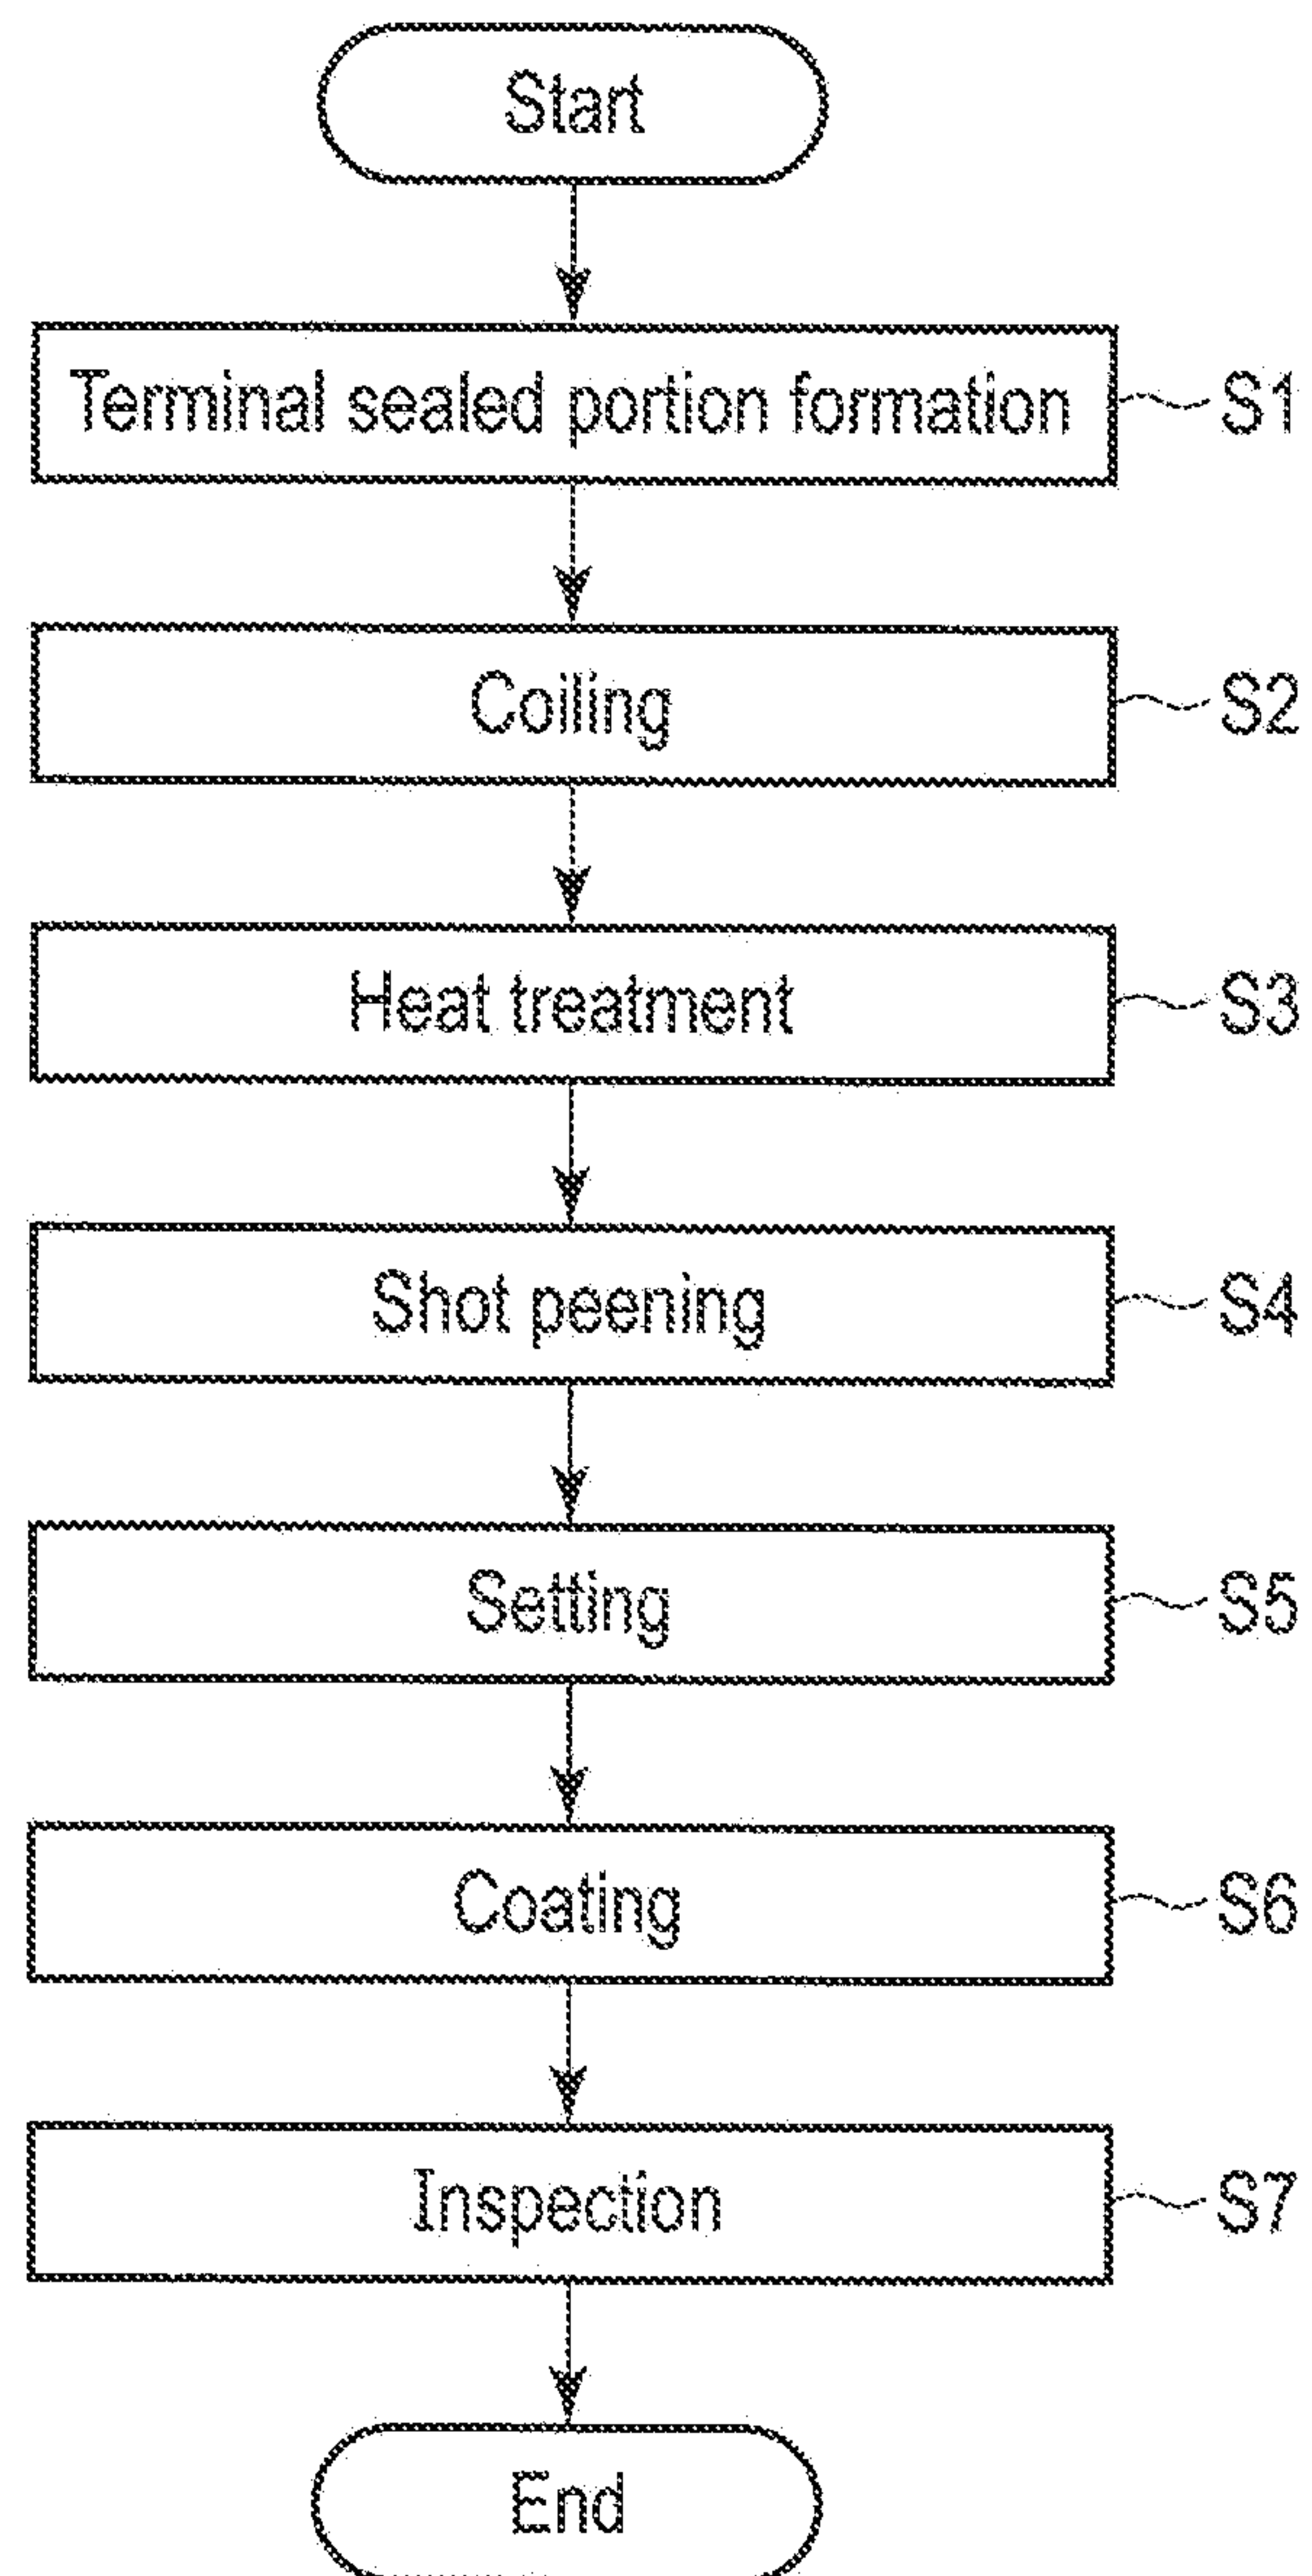 Start
Terminal sealed portion formation S1
Coiling S2
Heat treatment S3
Shot peening S4
Setting S5
Coating S6
Inspection S7
End